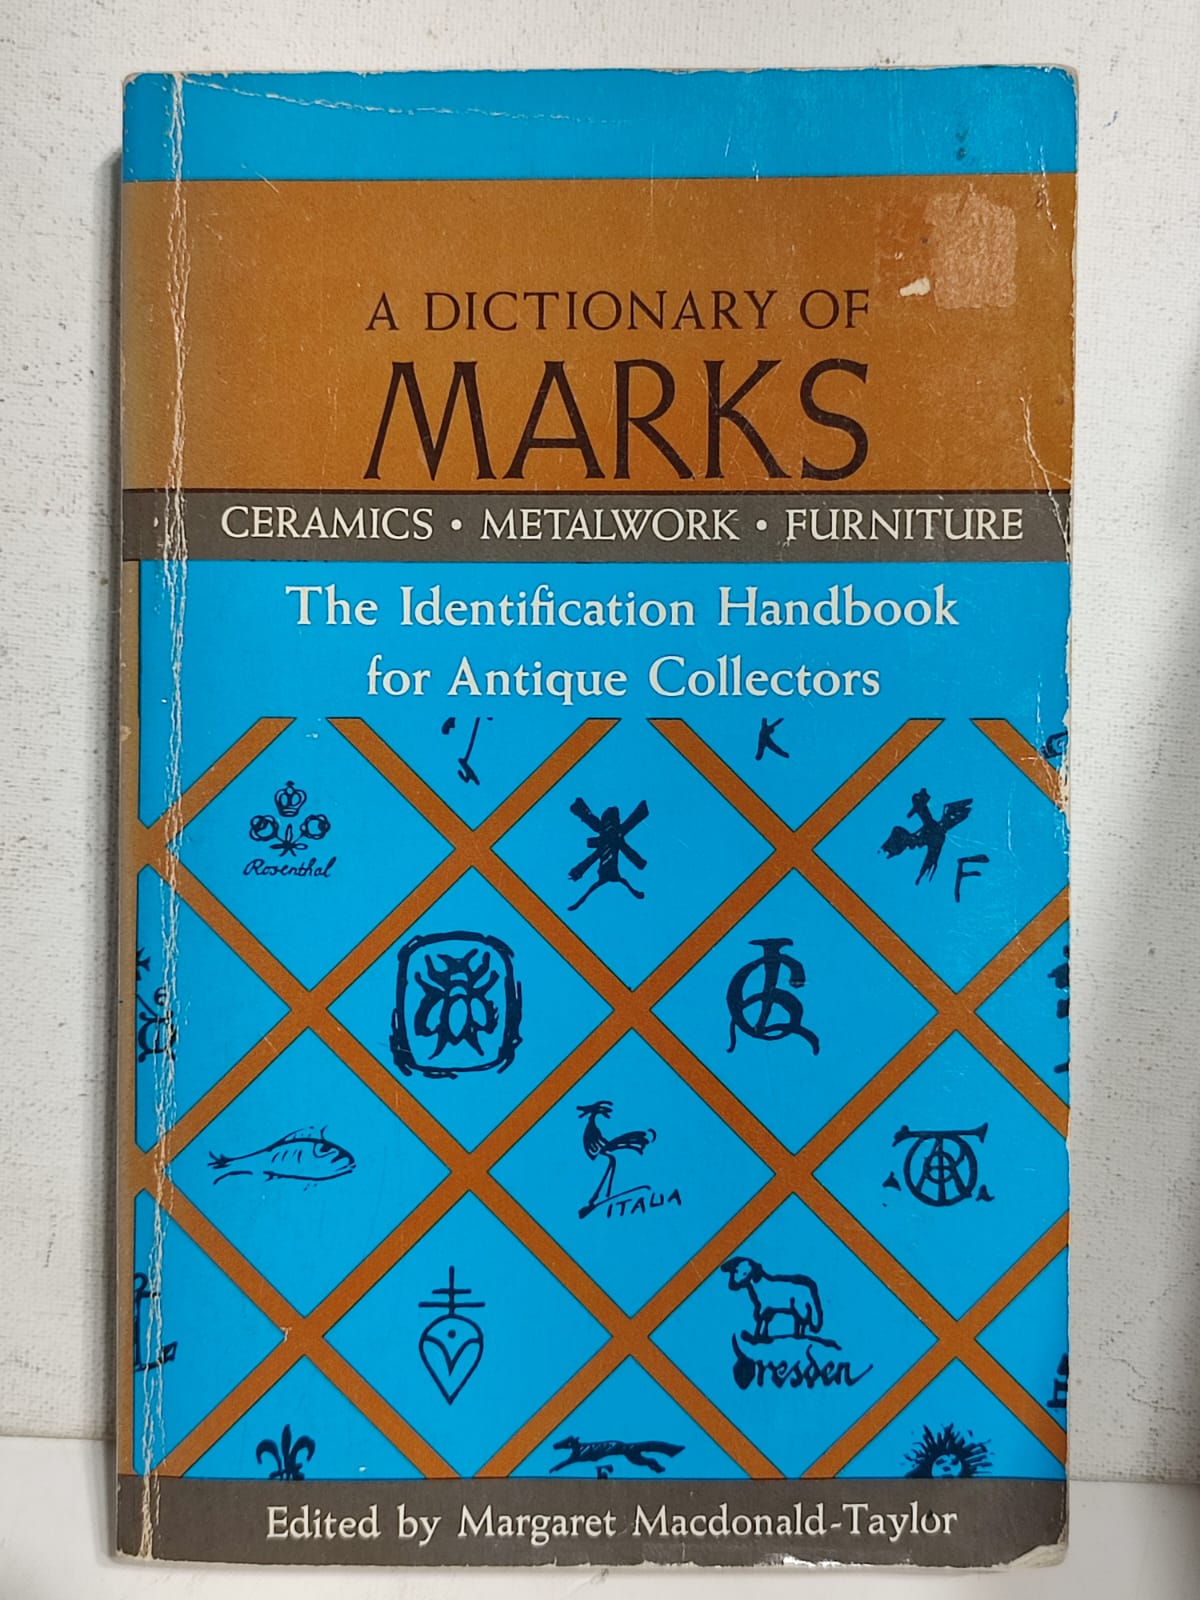 A DICTIONARY OF
MARKS
CERAMICS • METALWORK • FURNITURE
The Identification Handbook
for Antique Collectors
K
Rosenthal
F
ITALIA
Dresden
F
Edited by Margaret Macdonald-Taylor